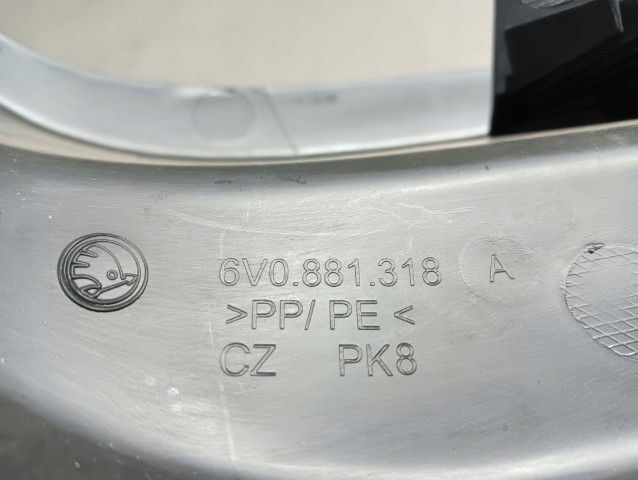 6V0.881.318 A
>PP/ PE<
CZ PK8